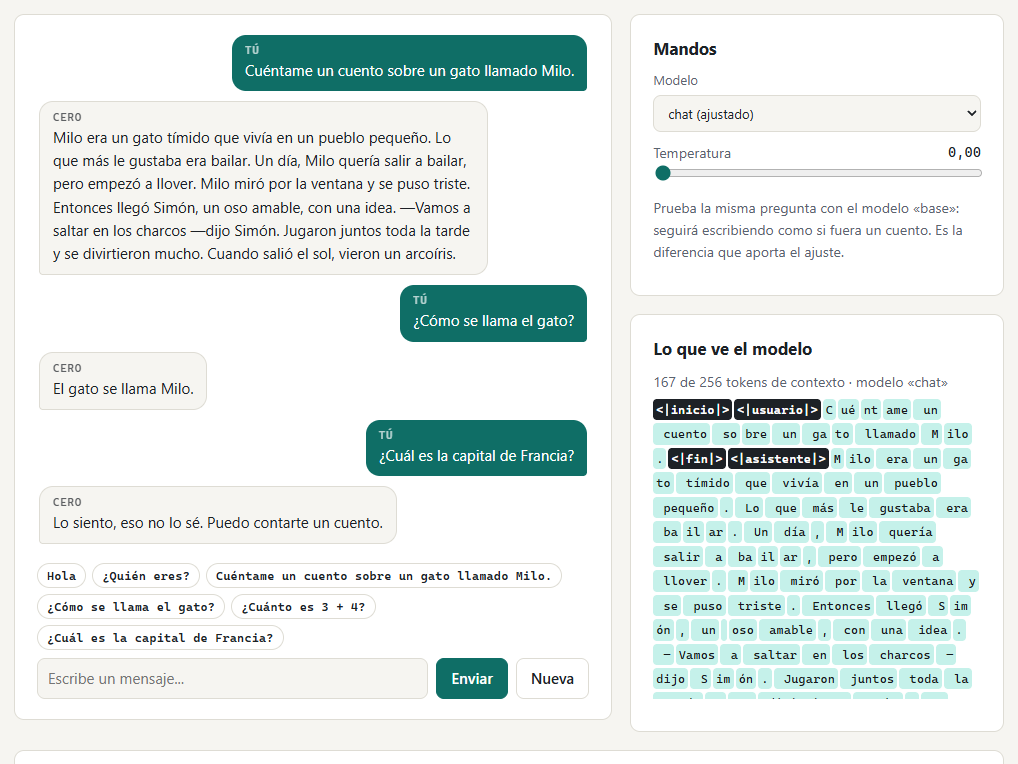 TÚ
Cuéntame un cuento sobre un gato llamado Milo.
CERO
Milo era un gato tímido que vivía en un pueblo pequeño. Lo
que más le gustaba era bailar. Un día, Milo quería salir a bailar,
pero empezó a llover. Milo miró por la ventana y se puso triste.
Entonces llegó Simón, un oso amable, con una idea. —Vamos a
saltar en los charcos —dijo Simón. Jugaron juntos toda la tarde
y se divirtieron mucho. Cuando salió el sol, vieron un arcoíris.
TÚ
¿Cómo se llama el gato?
CERO
El gato se llama Milo.
TÚ
¿Cuál es la capital de Francia?
CERO
Lo siento, eso no lo sé. Puedo contarte un cuento.
Hola ¿Quién eres? Cuéntame un cuento sobre un gato llamado Milo.
¿Cómo se llama el gato? ¿Cuánto es 3 + 4?
¿Cuál es la capital de Francia?
Escribe un mensaje... Enviar Nueva
Mandos
Modelo
chat (ajustado)
Temperatura 0,00
Prueba la misma pregunta con el modelo «base»:
seguirá escribiendo como si fuera un cuento. Es la
diferencia que aporta el ajuste.
Lo que ve el modelo
167 de 256 tokens de contexto · modelo «chat»
<|inicio|> <|usuario|> C ué nt ame un
cuento so bre un ga to llamado M ilo
. <|fin|> <|asistente|> M ilo era un ga
to tímido que vivía en un pueblo
pequeño . Lo que más le gustaba era
ba il ar . Un día , M ilo quería
salir a ba il ar , pero empezó a
llover . M ilo miró por la ventana y
se puso triste . Entonces llegó S im
ón , un oso amable , con una idea .
— Vamos a saltar en los charcos —
dijo S im ón . Jugaron juntos toda la